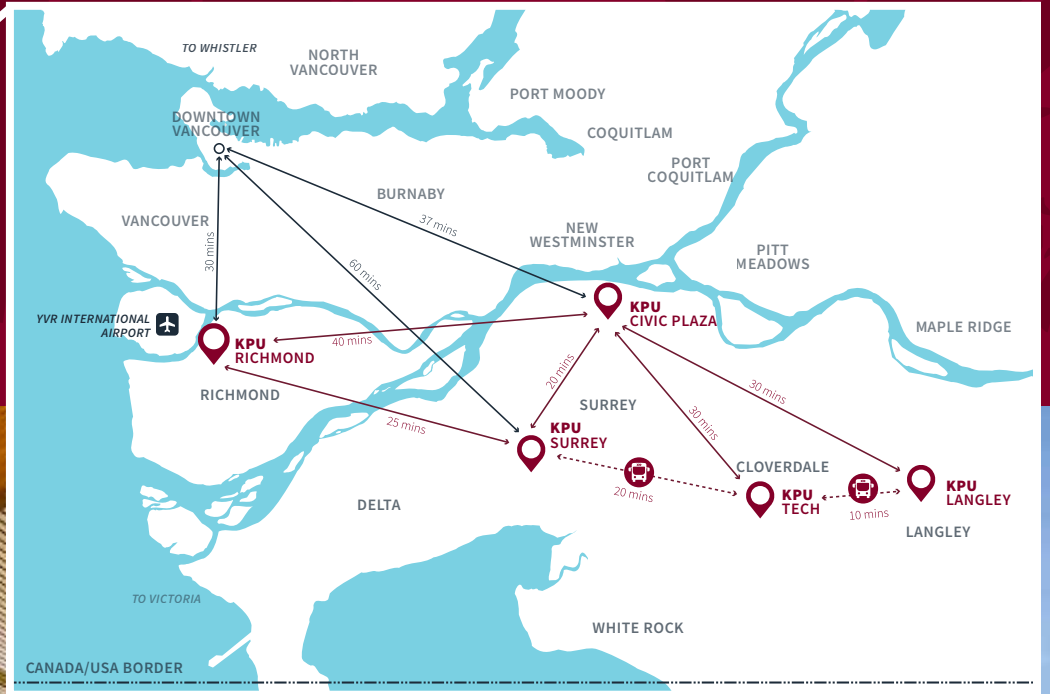 TO WHISTLER
NORTH
VANCOUVER
PORT MOODY
DOWNTOWN
VANCOUVER
COQUITLAM
PORT
COQUITLAM
BURNABY
VANCOUVER
37 mins
NEW
WESTMINSTER
30 mins
60 mins
PITT
MEADOWS
YVR INTERNATIONAL
AIRPORT
KPU
CIVIC PLAZA
MAPLE RIDGE
KPU
RICHMOND
40 mins
RICHMOND
20 mins
30 mins
SURREY
25 mins
30 mins
KPU
SURREY
CLOVERDALE
20 mins
KPU
TECH
KPU
LANGLEY
10 mins
DELTA
LANGLEY
TO VICTORIA
WHITE ROCK
CANADA/USA BORDER